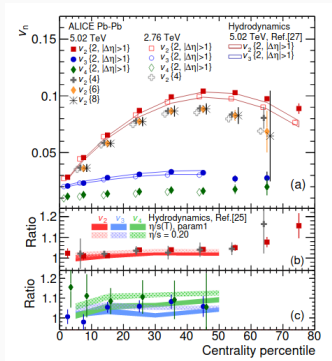 vₙ
ALICE Pb-Pb
Hydrodynamics
5.02 TeV
2.76 TeV
5.02 TeV, Ref.[27]
v₂{2, |Δη|>1}
v₂{2, |Δη|>1}
v₂{2, |Δη|>1}
v₃{2, |Δη|>1}
v₃{2, |Δη|>1}
v₃{2, |Δη|>1}
v₄{2, |Δη|>1}
v₄{2, |Δη|>1}
v₂{4}
v₂{4}
v₂{6}
v₂{8}
0.15
0.1
0.05
(a)
Ratio
1.2
1.1
1
v₂ v₃ v₄ Hydrodynamics, Ref.[25]
η/s(T), param1
η/s = 0.20
(b)
Ratio
1.2
1.1
1
(c)
0 10 20 30 40 50 60 70 80
Centrality percentile